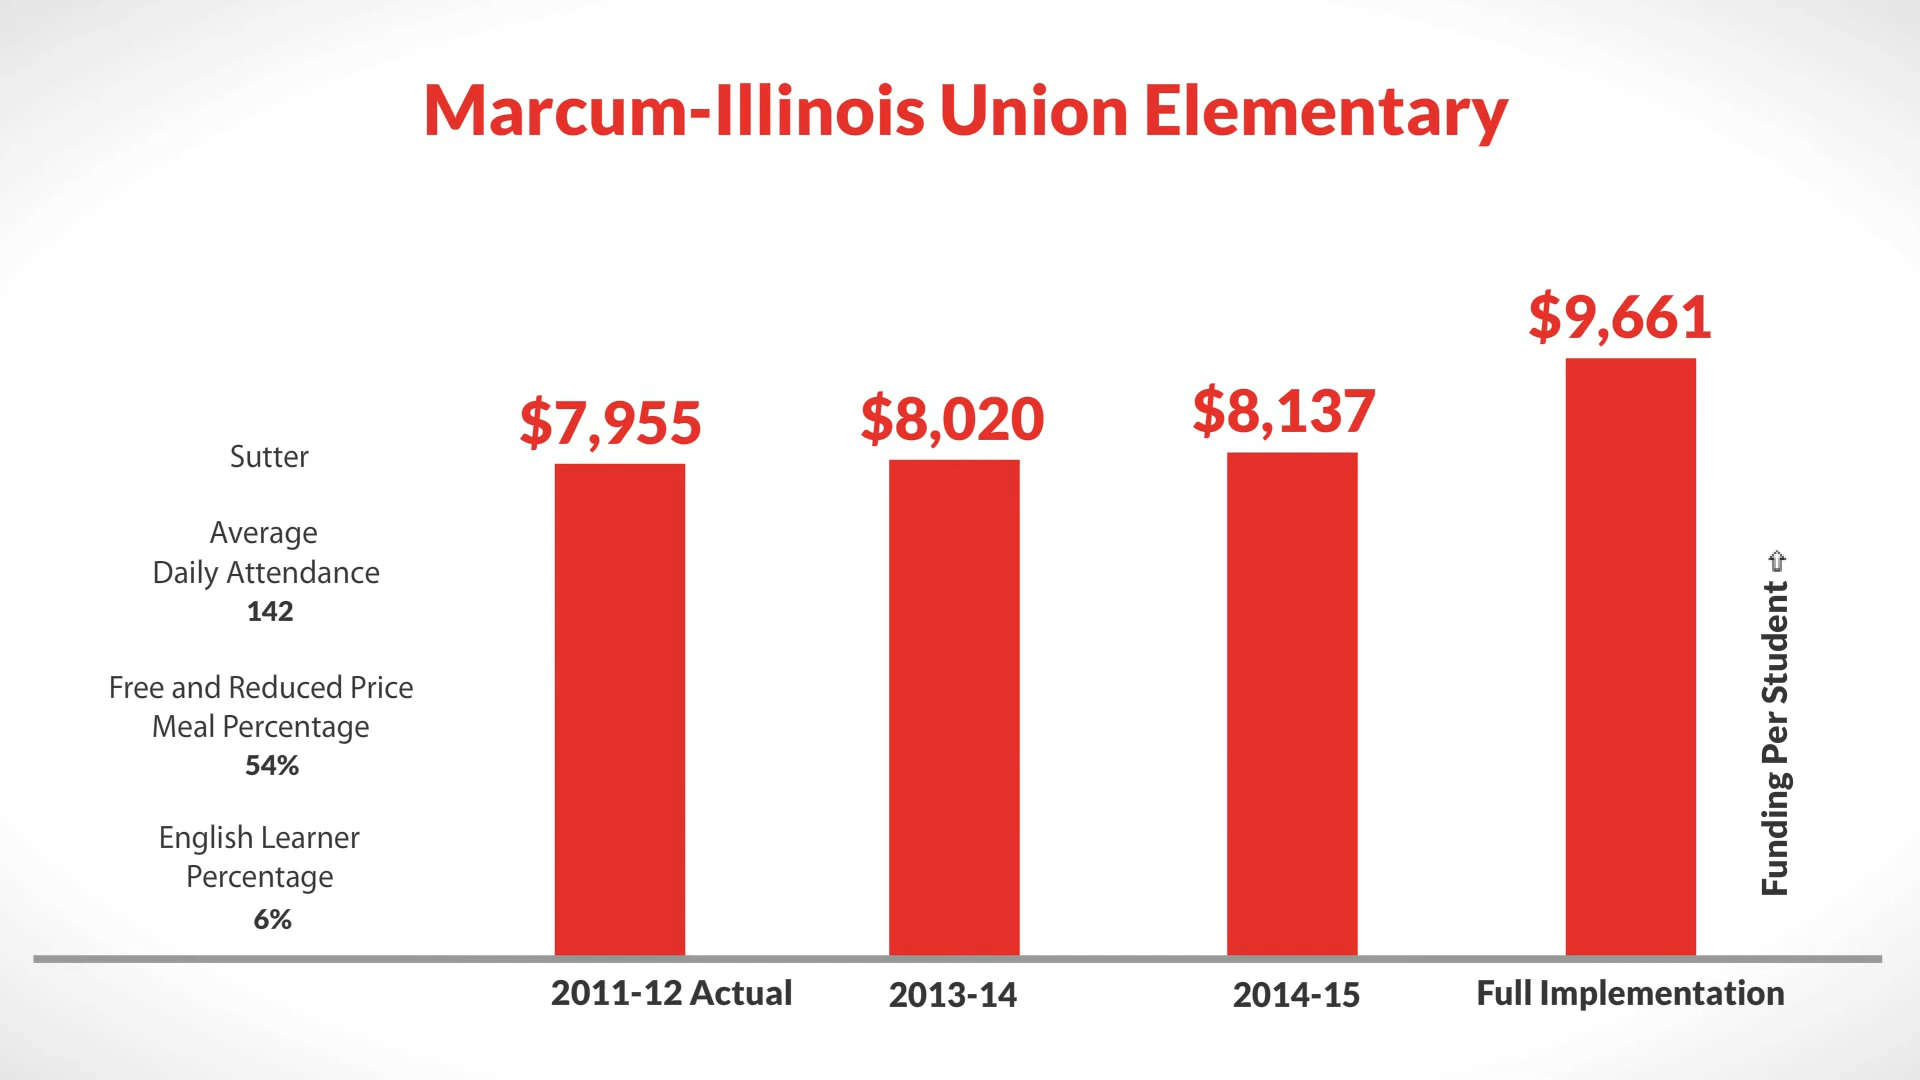 Marcum-Illinois Union Elementary
Sutter
Average
Daily Attendance
142
Free and Reduced Price
Meal Percentage
54%
English Learner
Percentage
6%
$7,955
$8,020
$8,137
$9,661
2011-12 Actual
2013-14
2014-15
Full Implementation
Funding Per Student ⇧